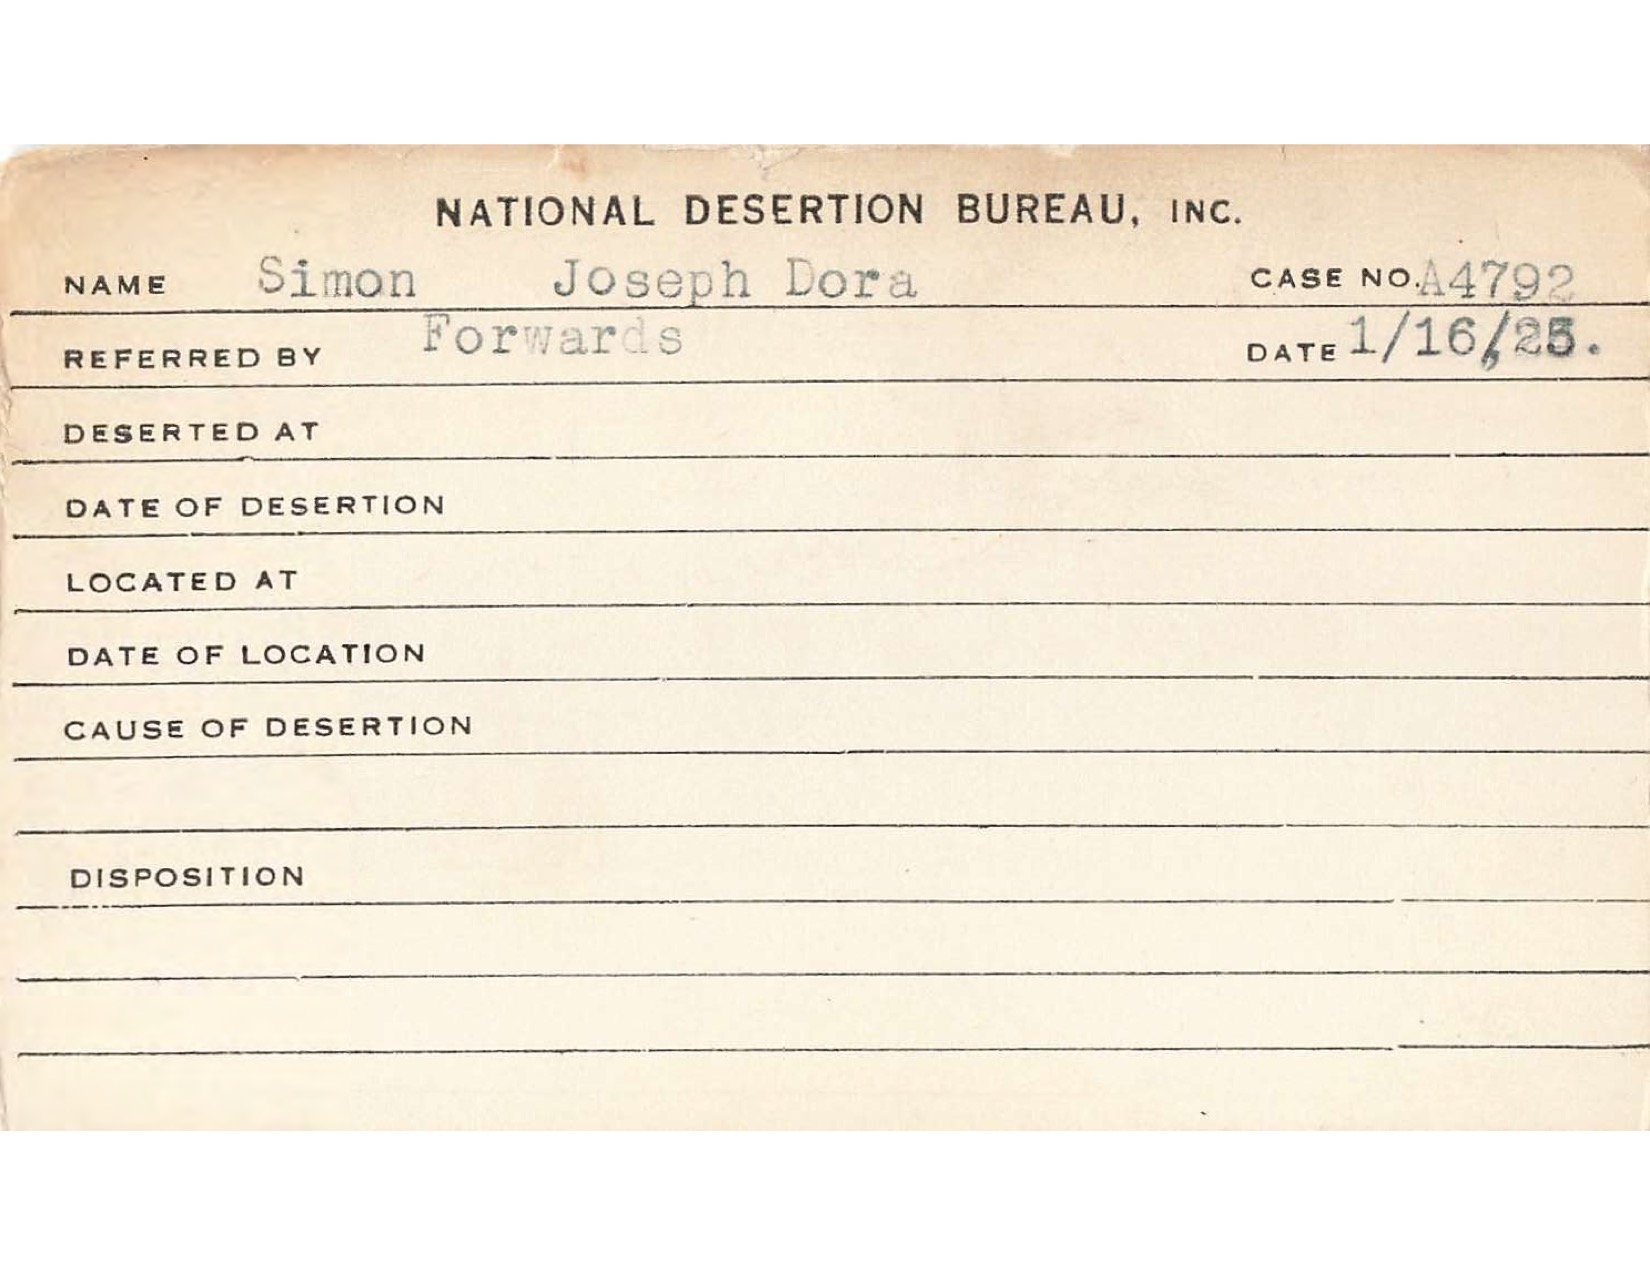 NATIONAL DESERTION BUREAU, INC.
NAME Simon Joseph Dora CASE NO. A4792
REFERRED BY Forwards DATE 1/16/25.
DESERTED AT
DATE OF DESERTION
LOCATED AT
DATE OF LOCATION
CAUSE OF DESERTION
DISPOSITION